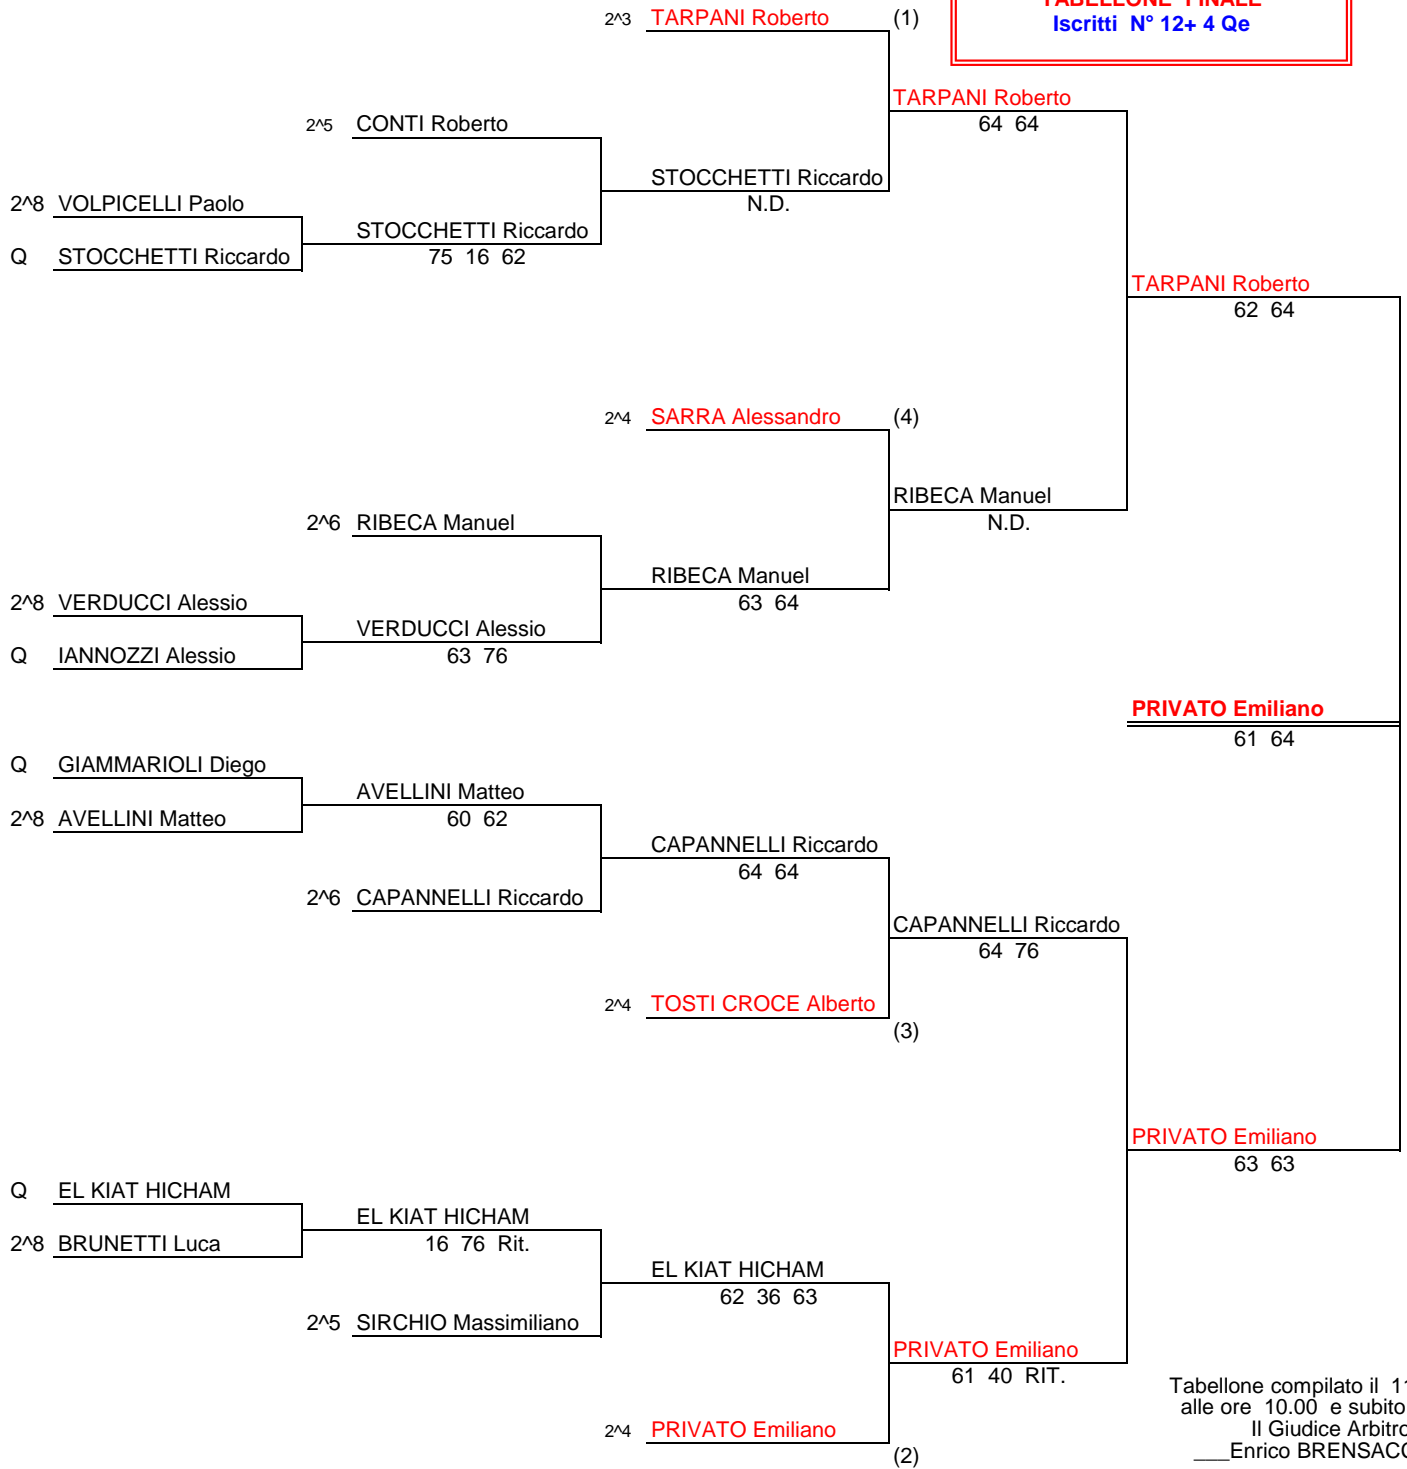 TABELLONE FINALE
Iscritti N° 12+ 4 Qe
2^3 TARPANI Roberto (1)
TARPANI Roberto
64 64
2^5 CONTI Roberto
STOCCHETTI Riccardo
N.D.
2^8 VOLPICELLI Paolo
STOCCHETTI Riccardo
75 16 62
Q STOCCHETTI Riccardo
TARPANI Roberto
62 64
2^4 SARRA Alessandro (4)
RIBECA Manuel
N.D.
2^6 RIBECA Manuel
RIBECA Manuel
63 64
2^8 VERDUCCI Alessio
VERDUCCI Alessio
63 76
Q IANNOZZI Alessio
PRIVATO Emiliano
61 64
Q GIAMMARIOLI Diego
AVELLINI Matteo
60 62
2^8 AVELLINI Matteo
CAPANNELLI Riccardo
64 64
2^6 CAPANNELLI Riccardo
CAPANNELLI Riccardo
64 76
2^4 TOSTI CROCE Alberto
(3)
PRIVATO Emiliano
63 63
Q EL KIAT HICHAM
EL KIAT HICHAM
16 76 Rit.
2^8 BRUNETTI Luca
EL KIAT HICHAM
62 36 63
2^5 SIRCHIO Massimiliano
PRIVATO Emiliano
61 40 RIT.
2^4 PRIVATO Emiliano
(2)
Tabellone compilato il 11
alle ore 10.00 e subito
Il Giudice Arbitro
___Enrico BRENSACO